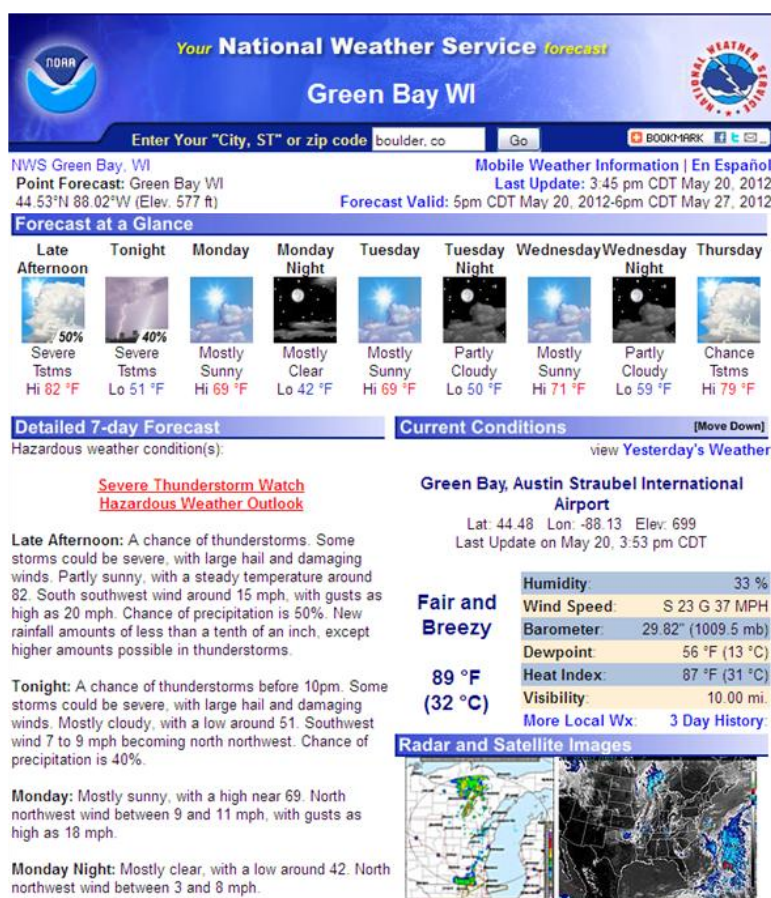 NOAA
Your National Weather Service forecast
Green Bay WI
NATIONAL WEATHER SERVICE
Enter Your "City, ST" or zip code boulder, co Go BOOKMARK
NWS Green Bay, WI Mobile Weather Information | En Español
Point Forecast: Green Bay WI Last Update: 3:45 pm CDT May 20, 2012
44.53°N 88.02°W (Elev. 577 ft) Forecast Valid: 5pm CDT May 20, 2012-6pm CDT May 27, 2012
Forecast at a Glance
Late Afternoon
50%
Severe
Tstms
Hi 82 °F
Tonight
40%
Severe
Tstms
Lo 51 °F
Monday
Mostly
Sunny
Hi 69 °F
Monday
Night
Mostly
Clear
Lo 42 °F
Tuesday
Mostly
Sunny
Hi 69 °F
Tuesday
Night
Partly
Cloudy
Lo 50 °F
Wednesday
Mostly
Sunny
Hi 71 °F
Wednesday
Night
Partly
Cloudy
Lo 59 °F
Thursday
Chance
Tstms
Hi 79 °F
Detailed 7-day Forecast
Hazardous weather condition(s):
Severe Thunderstorm Watch
Hazardous Weather Outlook
Late Afternoon: A chance of thunderstorms. Some
storms could be severe, with large hail and damaging
winds. Partly sunny, with a steady temperature around
82. South southwest wind around 15 mph, with gusts as
high as 20 mph. Chance of precipitation is 50%. New
rainfall amounts of less than a tenth of an inch, except
higher amounts possible in thunderstorms.
Tonight: A chance of thunderstorms before 10pm. Some
storms could be severe, with large hail and damaging
winds. Mostly cloudy, with a low around 51. Southwest
wind 7 to 9 mph becoming north northwest. Chance of
precipitation is 40%.
Monday: Mostly sunny, with a high near 69. North
northwest wind between 9 and 11 mph, with gusts as
high as 18 mph.
Monday Night: Mostly clear, with a low around 42. North
northwest wind between 3 and 8 mph.
Current Conditions [Move Down]
view Yesterday's Weather
Green Bay, Austin Straubel International
Airport
Lat: 44.48 Lon: -88.13 Elev: 699
Last Update on May 20, 3:53 pm CDT
Fair and
Breezy
89 °F
(32 °C)
Humidity: 33 %
Wind Speed: S 23 G 37 MPH
Barometer: 29.82" (1009.5 mb)
Dewpoint: 56 °F (13 °C)
Heat Index: 87 °F (31 °C)
Visibility: 10.00 mi.
More Local Wx: 3 Day History:
Radar and Satellite Images